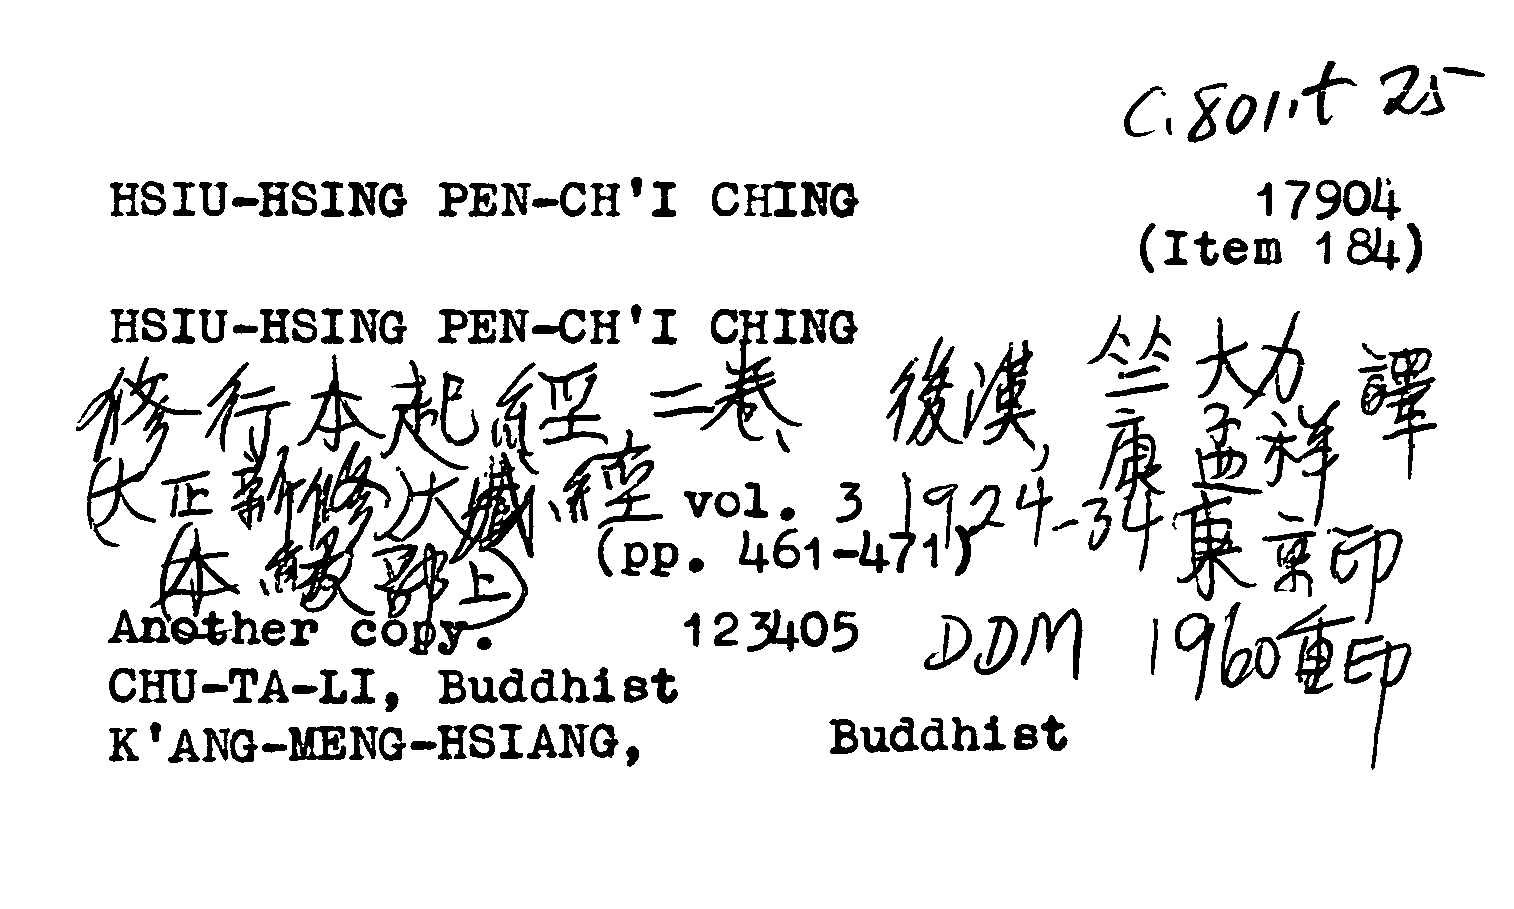 C.801.t 25
HSIU-HSING PEN-CH'I CHING 17904
(Item 184)
HSIU-HSING PEN-CH'I CHING
修行本起經 二卷、 後漢, 竺大力 譯
康孟祥
(大正新修大藏經 vol. 3 1924-34 東京印
(本緣部上) (pp. 461-471)
Another copy. 123405 DDM 1960重印
CHU-TA-LI, Buddhist
K'ANG-MENG-HSIANG, Buddhist